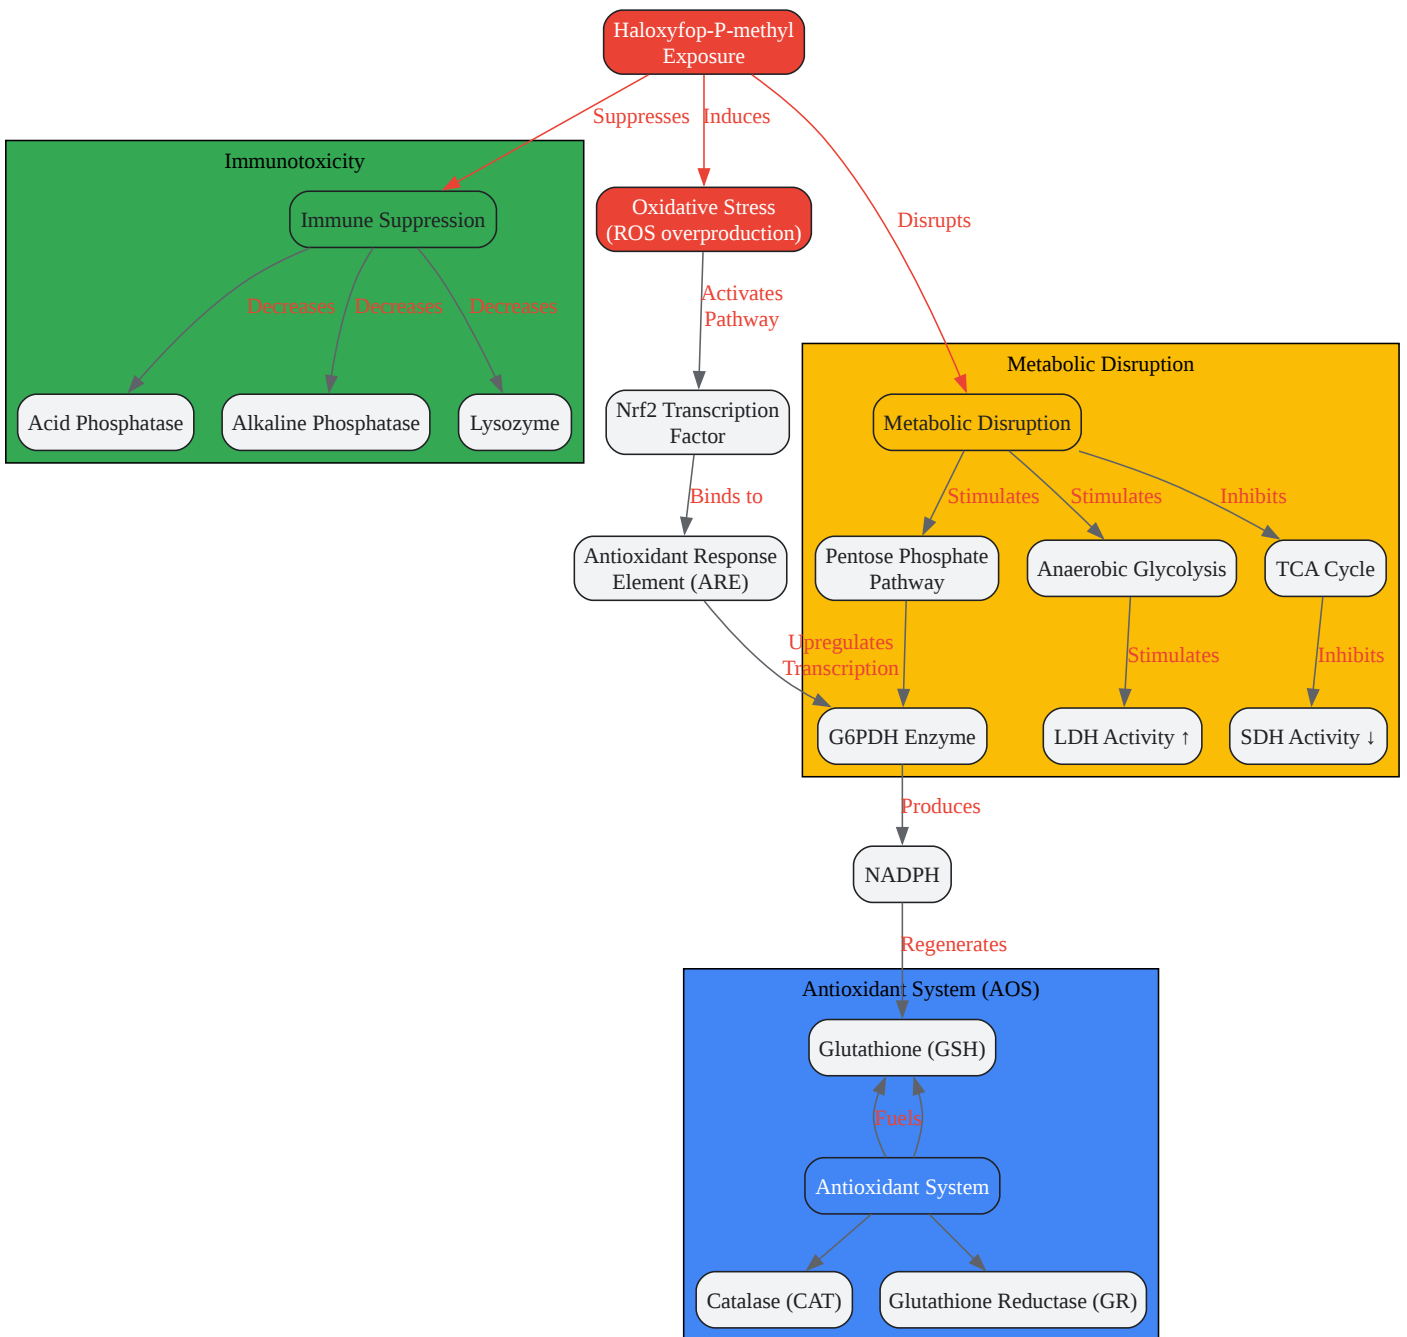 Haloxyfop-P-methyl
Exposure
Suppresses
Induces
Immunotoxicity
Immune Suppression
Oxidative Stress
(ROS overproduction)
Disrupts
Decreases
Decreases
Decreases
Activates
Pathway
Metabolic Disruption
Acid Phosphatase
Alkaline Phosphatase
Lysozyme
Nrf2 Transcription
Factor
Metabolic Disruption
Binds to
Stimulates
Stimulates
Inhibits
Antioxidant Response
Element (ARE)
Pentose Phosphate
Pathway
Anaerobic Glycolysis
TCA Cycle
Upregulates
Transcription
Stimulates
Inhibits
G6PDH Enzyme
LDH Activity ↑
SDH Activity ↓
Produces
NADPH
Regenerates
Antioxidant System (AOS)
Glutathione (GSH)
Fuels
Antioxidant System
Catalase (CAT)
Glutathione Reductase (GR)